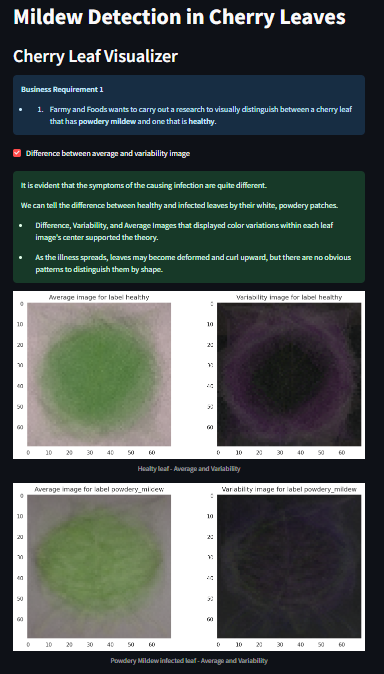 Mildew Detection in Cherry Leaves
Cherry Leaf Visualizer
Business Requirement 1
1. Farmy and Foods wants to carry out a research to visually distinguish between a cherry leaf
that has powdery mildew and one that is healthy.
Difference between average and variability image
It is evident that the symptoms of the causing infection are quite different.
We can tell the difference between healthy and infected leaves by their white, powdery patches.
Difference, Variability, and Average Images that displayed color variations within each leaf
image's center supported the theory.
As the illness spreads, leaves may become deformed and curl upward, but there are no obvious
patterns to distinguish them by shape.
Average image for label healthy
Variability image for label healthy
0
10
20
30
40
50
60
0 10 20 30 40 50 60
0
10
20
30
40
50
60
0 10 20 30 40 50 60
Healty leaf - Average and Variability
Average image for label powdery_mildew
Variability image for label powdery_mildew
0
10
20
30
40
50
60
0 10 20 30 40 50 60
0
10
20
30
40
50
60
0 10 20 30 40 50 60
Powdery Mildew infected leaf - Average and Variability